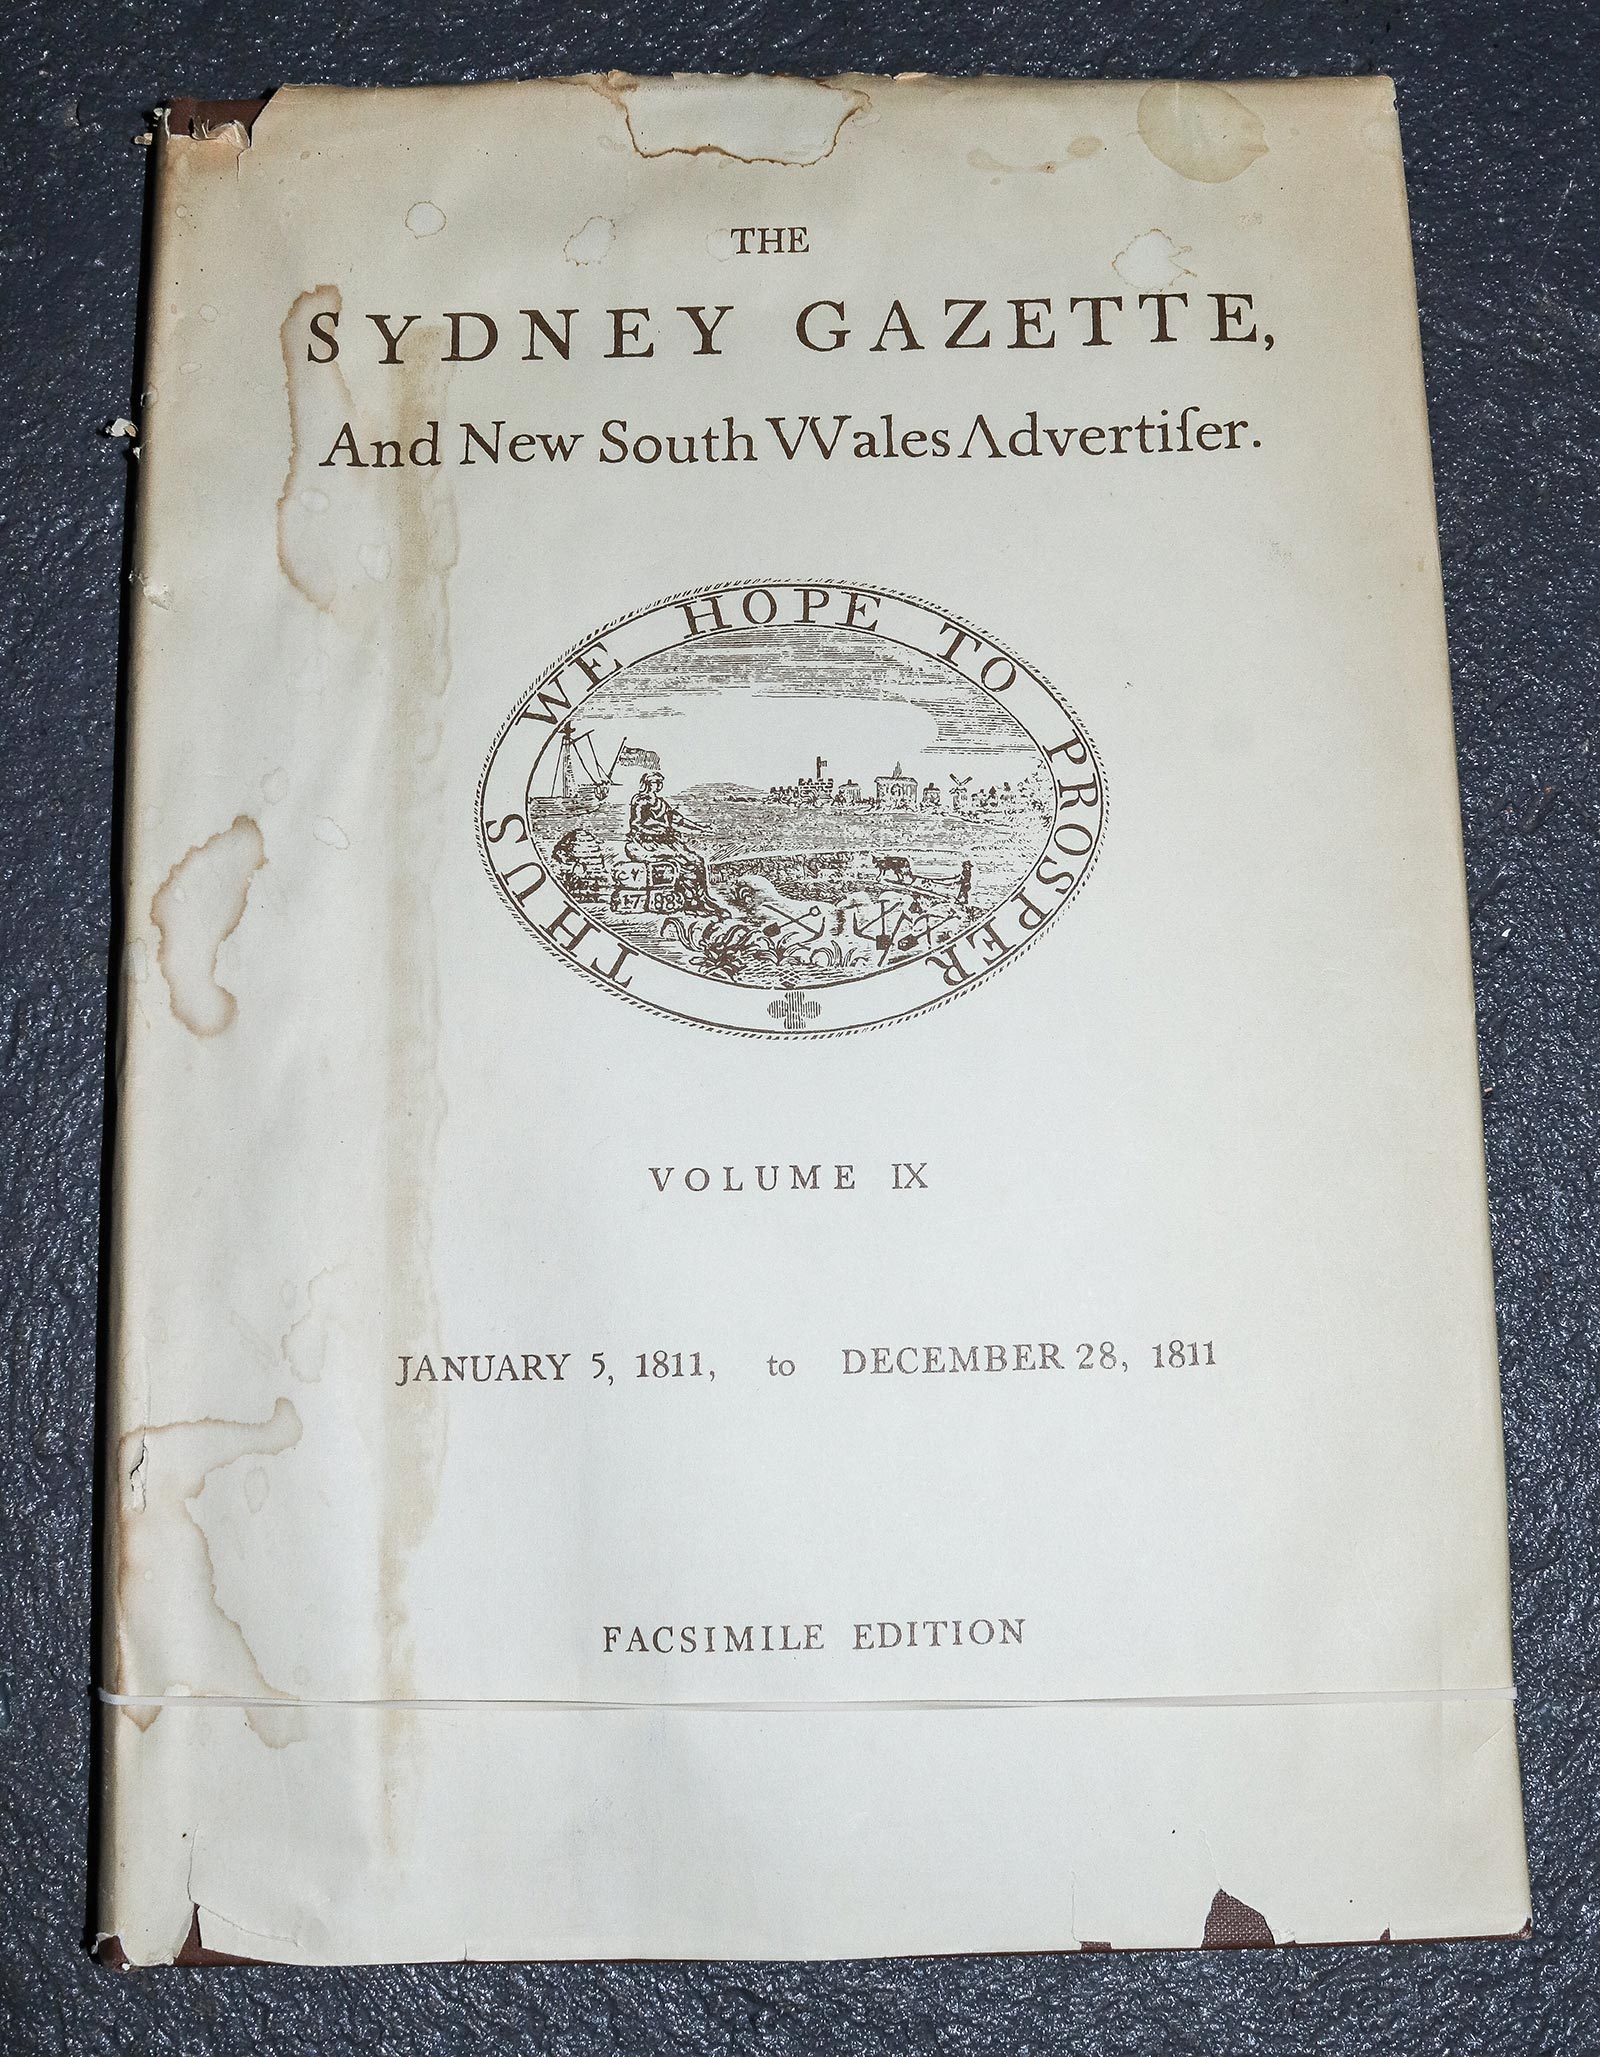 THE
SYDNEY GAZETTE,
And New South Wales Advertiſer.
THUS WE HOPE TO PROSPER
1788
VOLUME IX
JANUARY 5, 1811, to DECEMBER 28, 1811
FACSIMILE EDITION